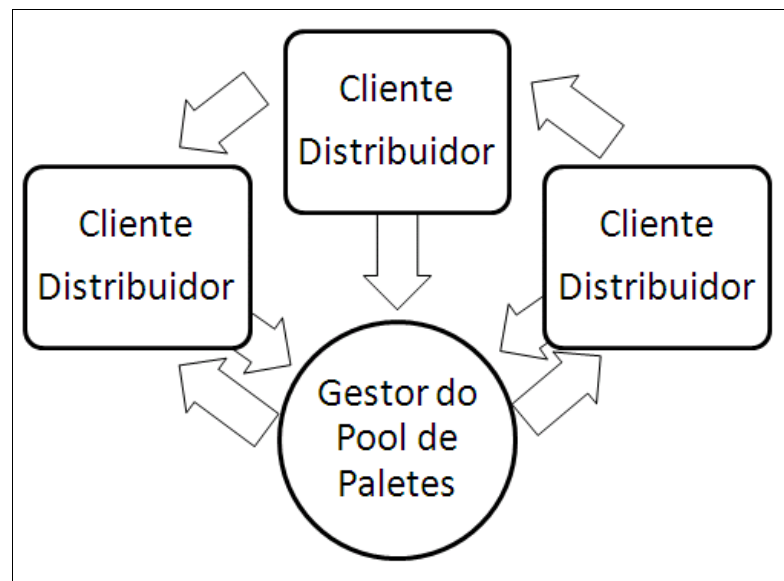 Cliente
Distribuidor
Cliente
Distribuidor
Cliente
Distribuidor
Gestor do
Pool de
Paletes